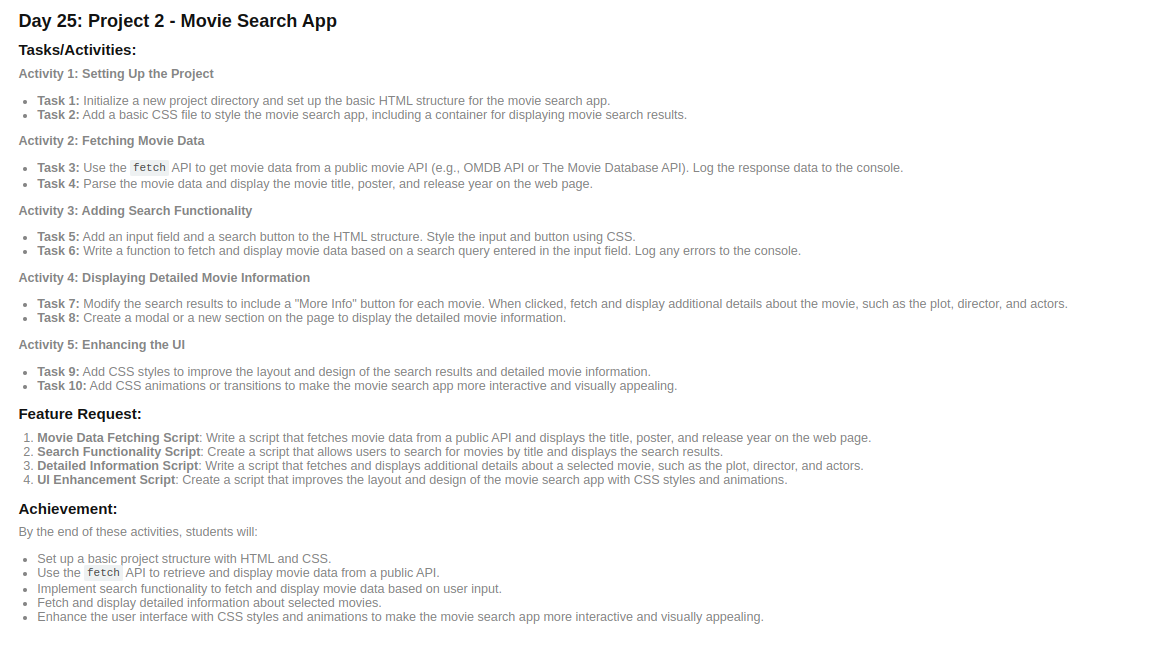 Day 25: Project 2 - Movie Search App
Tasks/Activities:
Activity 1: Setting Up the Project
• Task 1: Initialize a new project directory and set up the basic HTML structure for the movie search app.
• Task 2: Add a basic CSS file to style the movie search app, including a container for displaying movie search results.
Activity 2: Fetching Movie Data
• Task 3: Use the fetch API to get movie data from a public movie API (e.g., OMDB API or The Movie Database API). Log the response data to the console.
• Task 4: Parse the movie data and display the movie title, poster, and release year on the web page.
Activity 3: Adding Search Functionality
• Task 5: Add an input field and a search button to the HTML structure. Style the input and button using CSS.
• Task 6: Write a function to fetch and display movie data based on a search query entered in the input field. Log any errors to the console.
Activity 4: Displaying Detailed Movie Information
• Task 7: Modify the search results to include a "More Info" button for each movie. When clicked, fetch and display additional details about the movie, such as the plot, director, and actors.
• Task 8: Create a modal or a new section on the page to display the detailed movie information.
Activity 5: Enhancing the UI
• Task 9: Add CSS styles to improve the layout and design of the search results and detailed movie information.
• Task 10: Add CSS animations or transitions to make the movie search app more interactive and visually appealing.
Feature Request:
1. Movie Data Fetching Script: Write a script that fetches movie data from a public API and displays the title, poster, and release year on the web page.
2. Search Functionality Script: Create a script that allows users to search for movies by title and displays the search results.
3. Detailed Information Script: Write a script that fetches and displays additional details about a selected movie, such as the plot, director, and actors.
4. UI Enhancement Script: Create a script that improves the layout and design of the movie search app with CSS styles and animations.
Achievement:
By the end of these activities, students will:
• Set up a basic project structure with HTML and CSS.
• Use the fetch API to retrieve and display movie data from a public API.
• Implement search functionality to fetch and display movie data based on user input.
• Fetch and display detailed information about selected movies.
• Enhance the user interface with CSS styles and animations to make the movie search app more interactive and visually appealing.